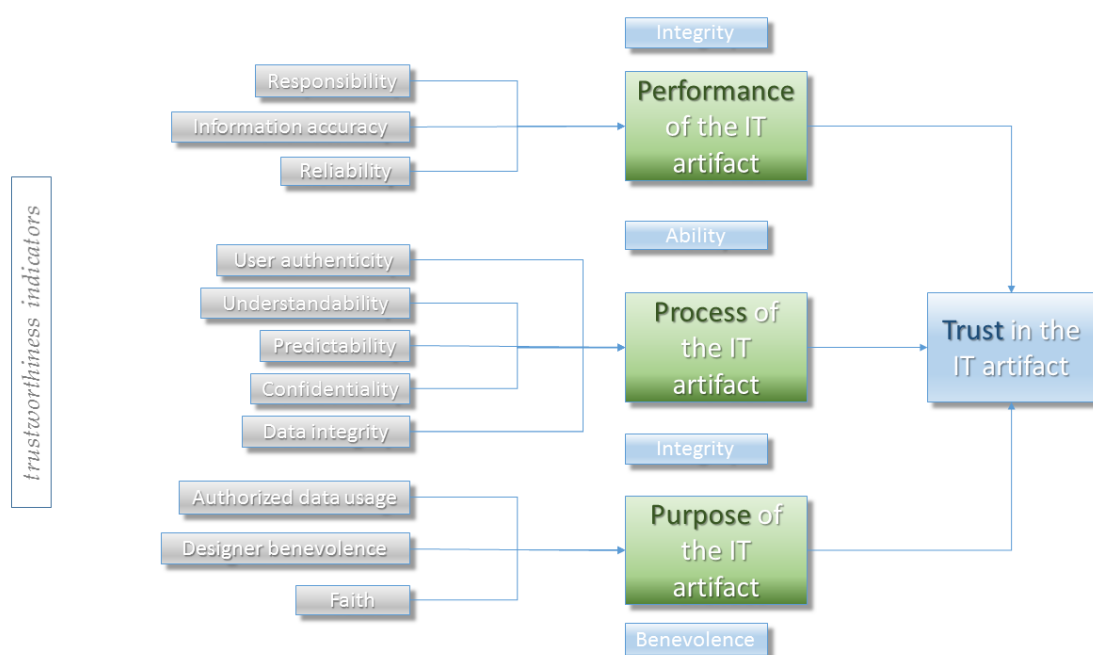 trustworthiness indicators
Responsibility
Information accuracy
Reliability
User authenticity
Understandability
Predictability
Confidentiality
Data integrity
Authorized data usage
Designer benevolence
Faith
Integrity
Performance
of the IT
artifact
Ability
Process of
the IT
artifact
Integrity
Purpose of
the IT
artifact
Benevolence
Trust in the
IT artifact